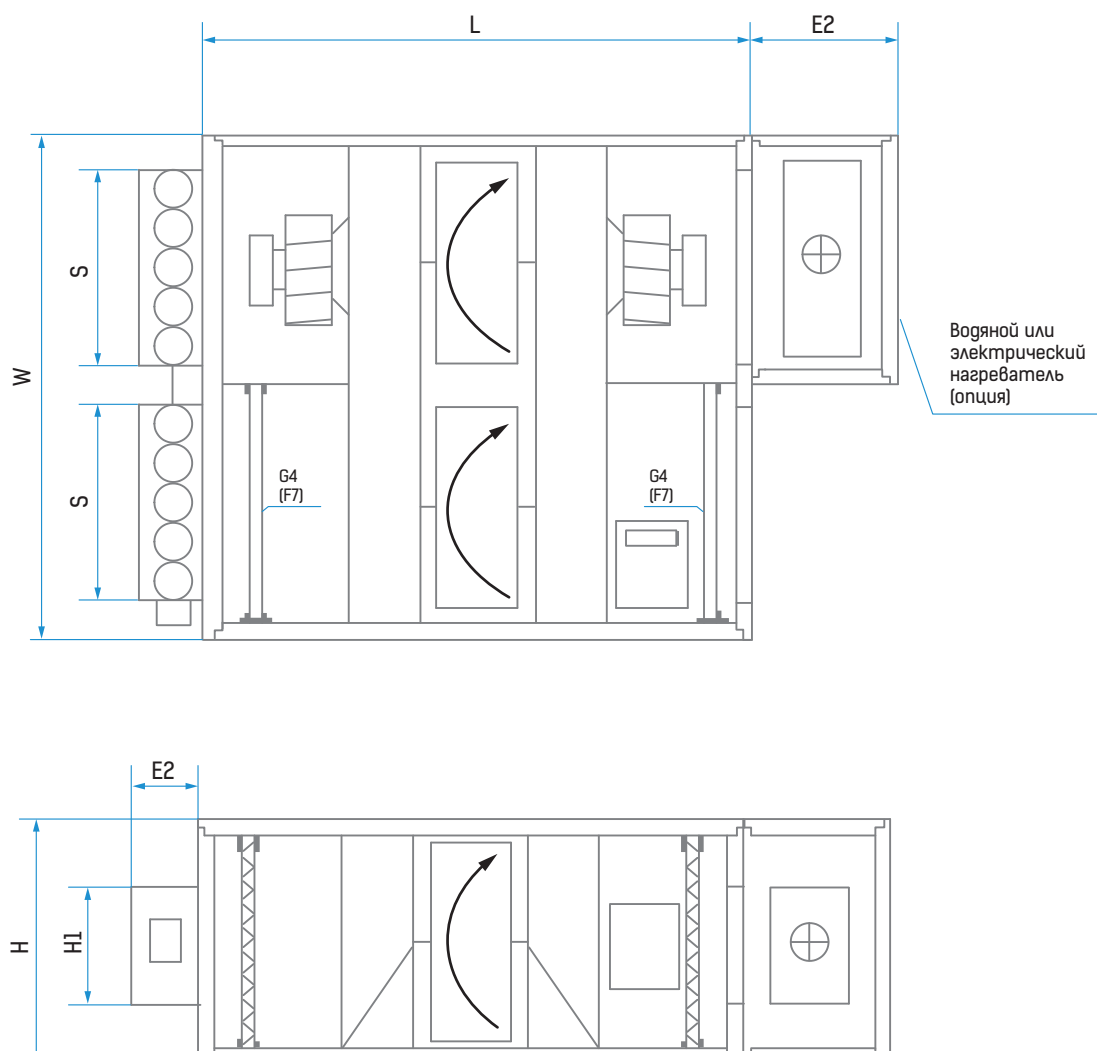 L
E2
S
W
Водяной или
электрический
нагреватель
(опция)
S
G4
(F7)
G4
(F7)
E2
H
H1